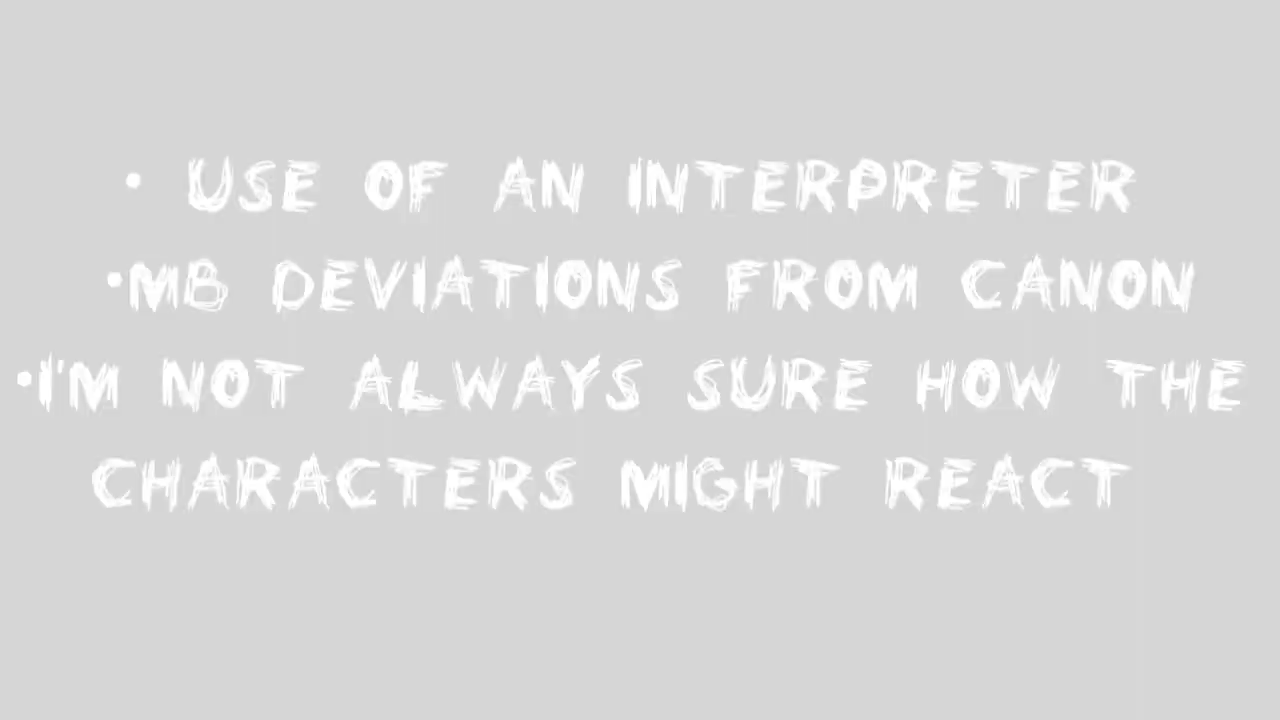 • USE OF AN INTERPRETER
•MB DEVIATIONS FROM CANON
•I'M NOT ALWAYS SURE HOW THE
CHARACTERS MIGHT REACT